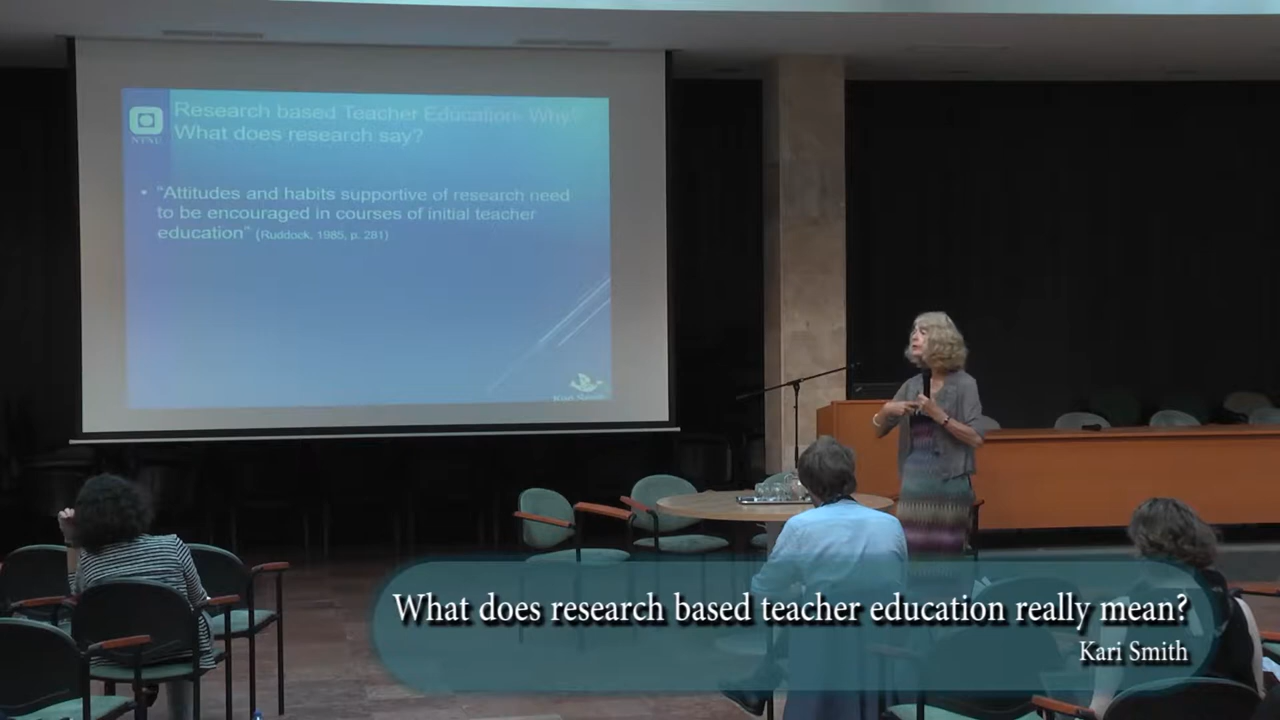 Research based Teacher Education- Why?
What does research say?
NTNU
• "Attitudes and habits supportive of research need
to be encouraged in courses of initial teacher
education" (Ruddock, 1985, p. 281)
Kari Smith
What does research based teacher education really mean?
Kari Smith